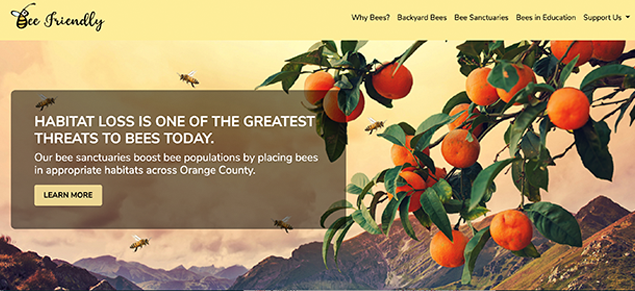 Bee Friendly
Why Bees? Backyard Bees Bee Sanctuaries Bees in Education Support Us
HABITAT LOSS IS ONE OF THE GREATEST
THREATS TO BEES TODAY.
Our bee sanctuaries boost bee populations by placing bees
in appropriate habitats across Orange County.
LEARN MORE